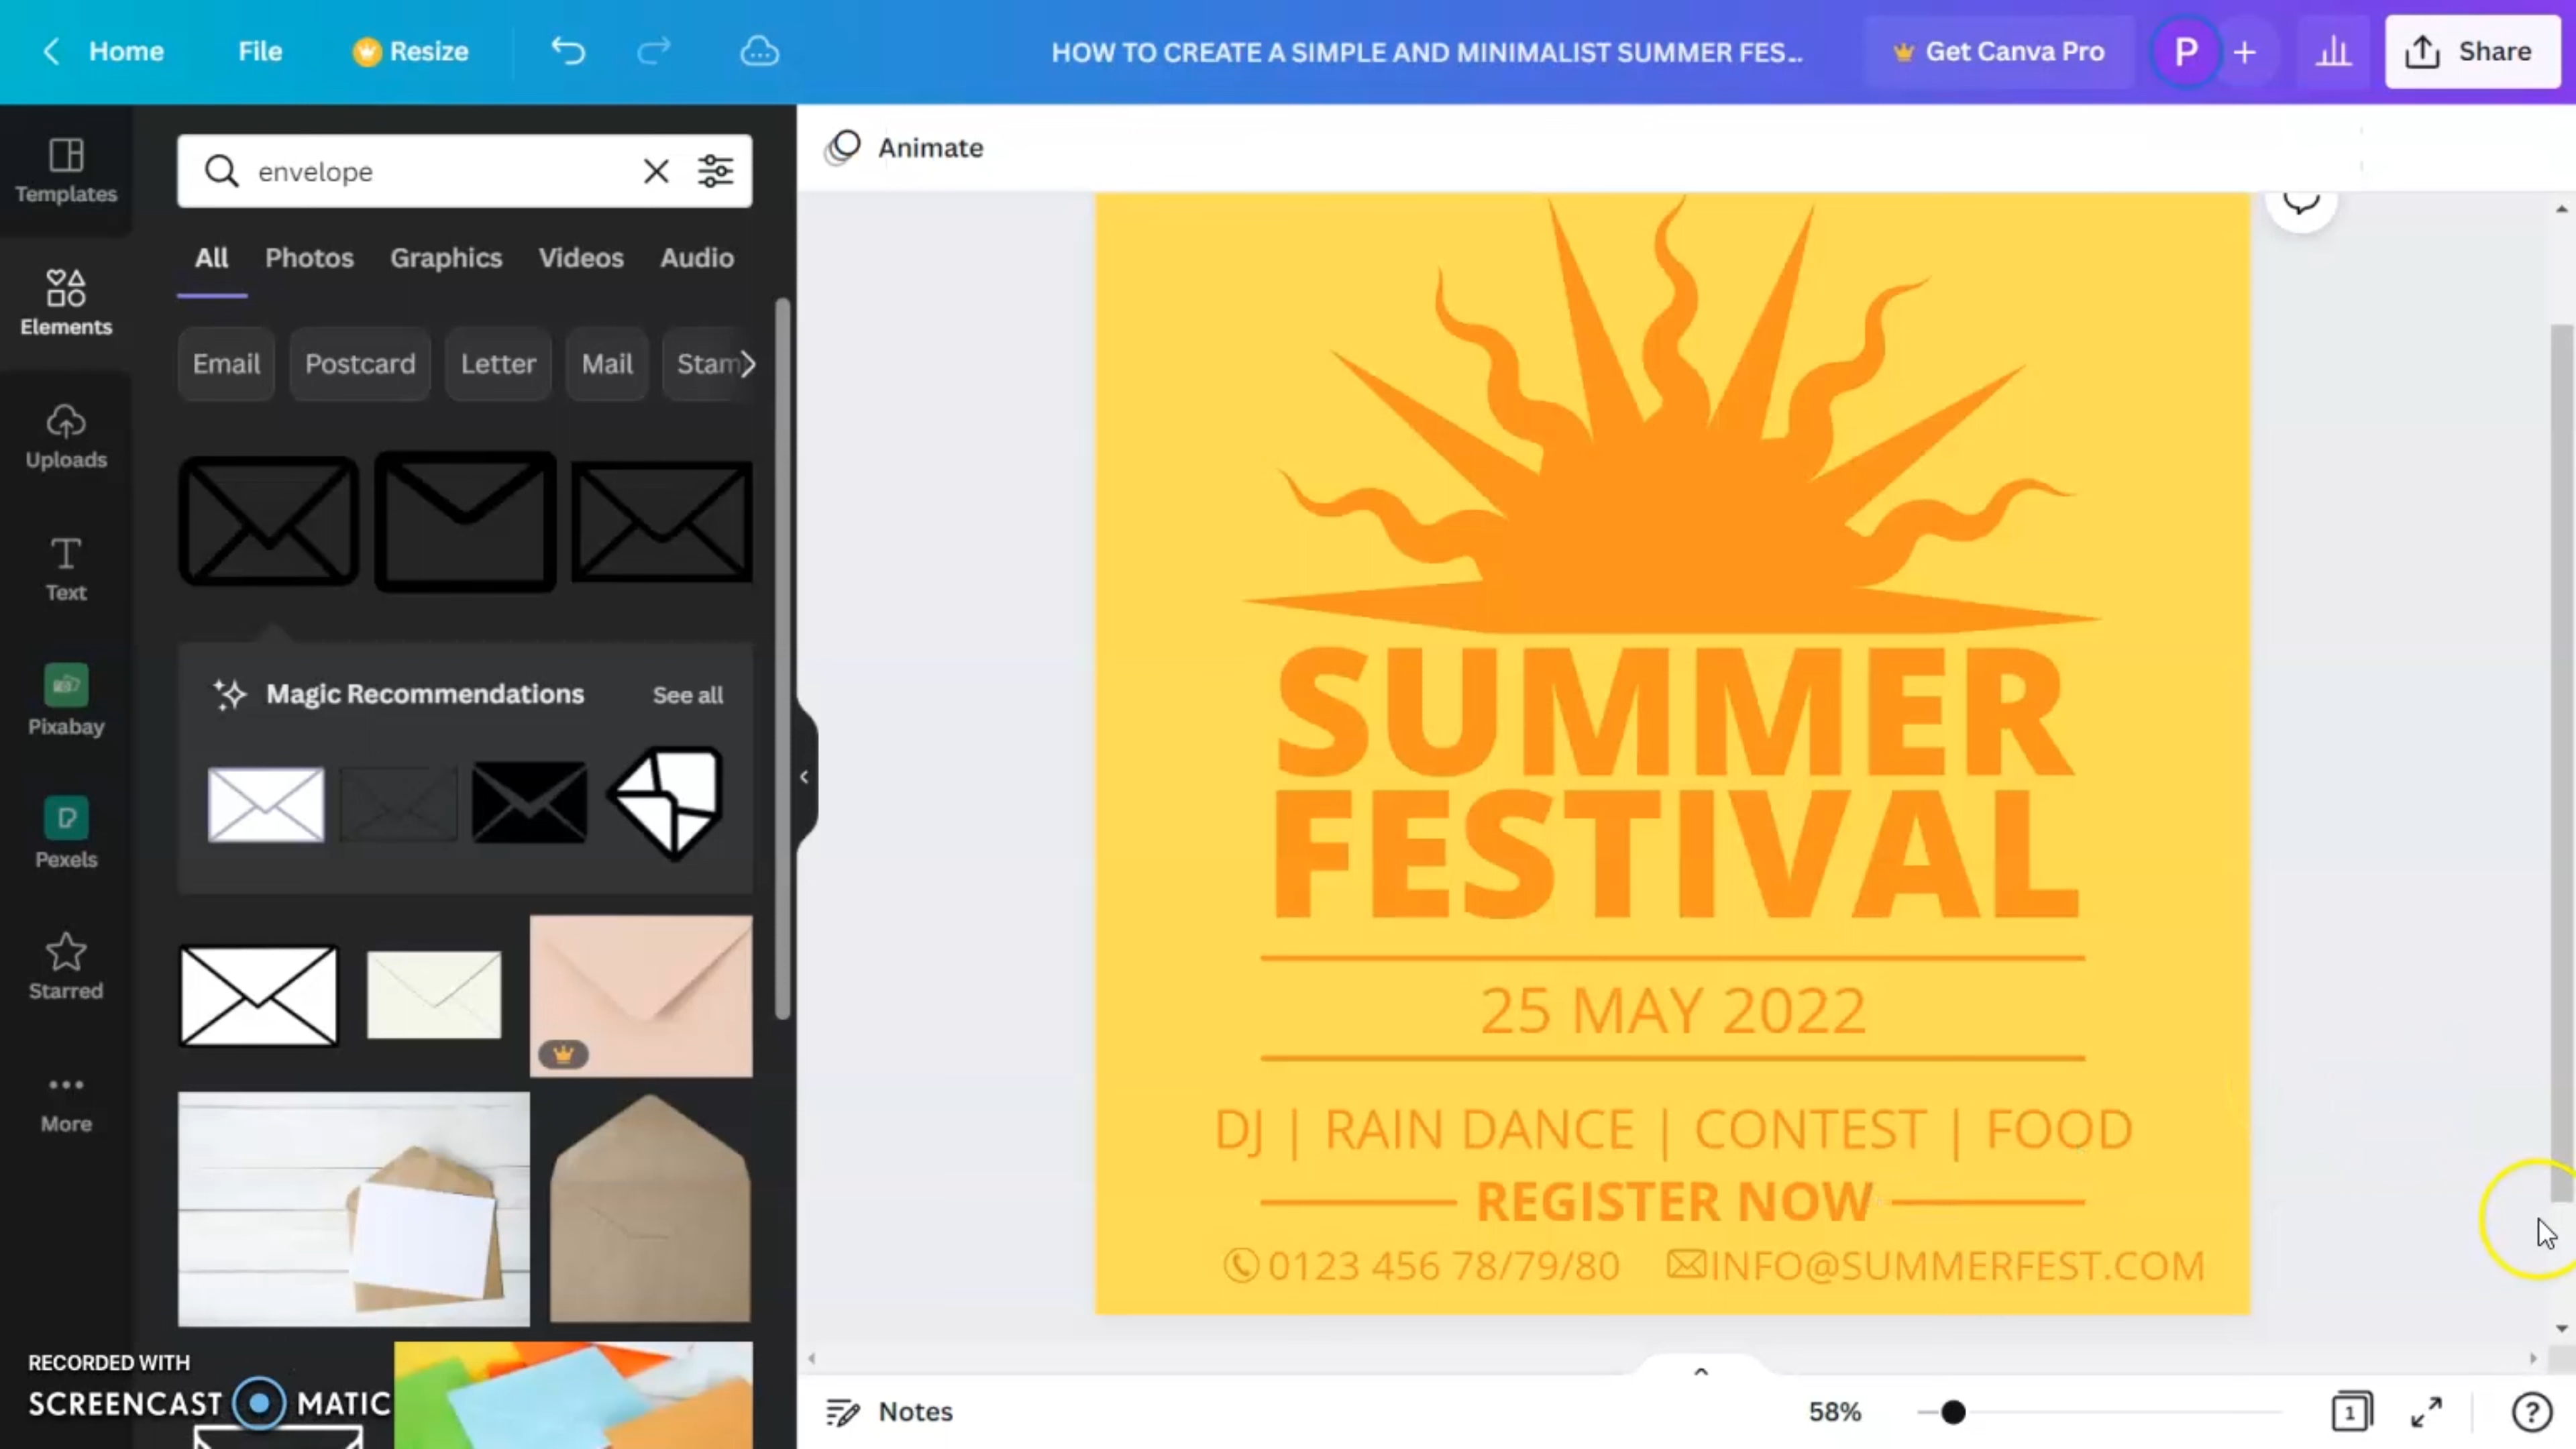 Home
File
Resize
HOW TO CREATE A SIMPLE AND MINIMALIST SUMMER FES...
Get Canva Pro
P
+
Share
Templates
Elements
Uploads
Text
Pixabay
Pexels
Starred
More
envelope
All
Photos
Graphics
Videos
Audio
Email
Postcard
Letter
Mail
Stam
Magic Recommendations
See all
Animate
SUMMER
FESTIVAL
25 MAY 2022
DJ | RAIN DANCE | CONTEST | FOOD
REGISTER NOW
0123 456 78/79/80
INFO@SUMMERFEST.COM
RECORDED WITH
SCREENCAST MATIC
Notes
58%
1
?